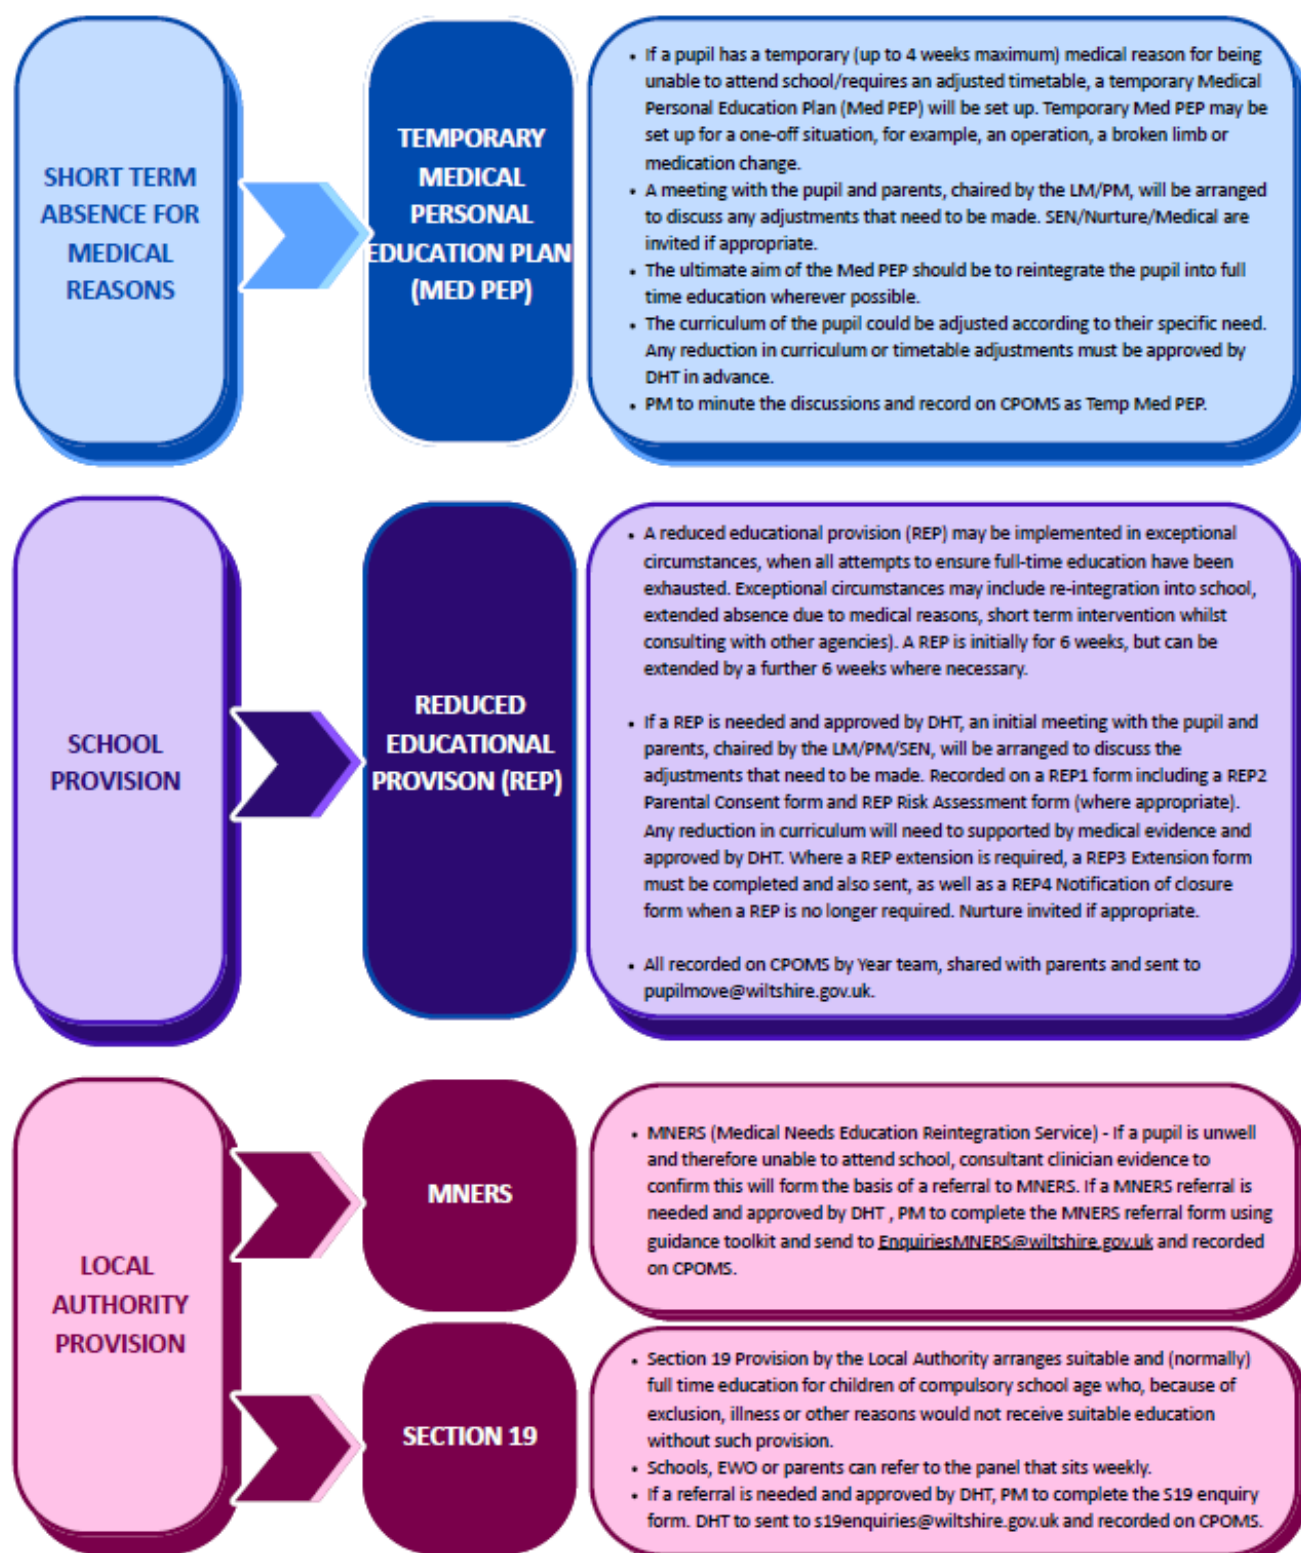 SHORT TERM
ABSENCE FOR
MEDICAL
REASONS
TEMPORARY
MEDICAL
PERSONAL
EDUCATION PLAN
(MED PEP)
• If a pupil has a temporary (up to 4 weeks maximum) medical reason for being
unable to attend school/requires an adjusted timetable, a temporary Medical
Personal Education Plan (Med PEP) will be set up. Temporary Med PEP may be
set up for a one-off situation, for example, an operation, a broken limb or
medication change.
• A meeting with the pupil and parents, chaired by the LM/PM, will be arranged
to discuss any adjustments that need to be made. SEN/Nurture/Medical are
invited if appropriate.
• The ultimate aim of the Med PEP should be to reintegrate the pupil into full
time education wherever possible.
• The curriculum of the pupil could be adjusted according to their specific need.
Any reduction in curriculum or timetable adjustments must be approved by
DHT in advance.
• PM to minute the discussions and record on CPOMS as Temp Med PEP.
SCHOOL
PROVISION
REDUCED
EDUCATIONAL
PROVISON (REP)
• A reduced educational provision (REP) may be implemented in exceptional
circumstances, when all attempts to ensure full-time education have been
exhausted. Exceptional circumstances may include re-integration into school,
extended absence due to medical reasons, short term intervention whilst
consulting with other agencies). A REP is initially for 6 weeks, but can be
extended by a further 6 weeks where necessary.
• If a REP is needed and approved by DHT, an initial meeting with the pupil and
parents, chaired by the LM/PM/SEN, will be arranged to discuss the
adjustments that need to be made. Recorded on a REP1 form including a REP2
Parental Consent form and REP Risk Assessment form (where appropriate).
Any reduction in curriculum will need to supported by medical evidence and
approved by DHT. Where a REP extension is required, a REP3 Extension form
must be completed and also sent, as well as a REP4 Notification of closure
form when a REP is no longer required. Nurture invited if appropriate.
• All recorded on CPOMS by Year team, shared with parents and sent to
pupilmove@wiltshire.gov.uk.
LOCAL
AUTHORITY
PROVISION
MNERS
• MNERS (Medical Needs Education Reintegration Service) - If a pupil is unwell
and therefore unable to attend school, consultant clinician evidence to
confirm this will form the basis of a referral to MNERS. If a MNERS referral is
needed and approved by DHT , PM to complete the MNERS referral form using
guidance toolkit and send to EnquiriesMNERS@wiltshire.gov.uk and recorded
on CPOMS.
SECTION 19
• Section 19 Provision by the Local Authority arranges suitable and (normally)
full time education for children of compulsory school age who, because of
exclusion, illness or other reasons would not receive suitable education
without such provision.
• Schools, EWO or parents can refer to the panel that sits weekly.
• If a referral is needed and approved by DHT, PM to complete the S19 enquiry
form. DHT to sent to s19enquiries@wiltshire.gov.uk and recorded on CPOMS.